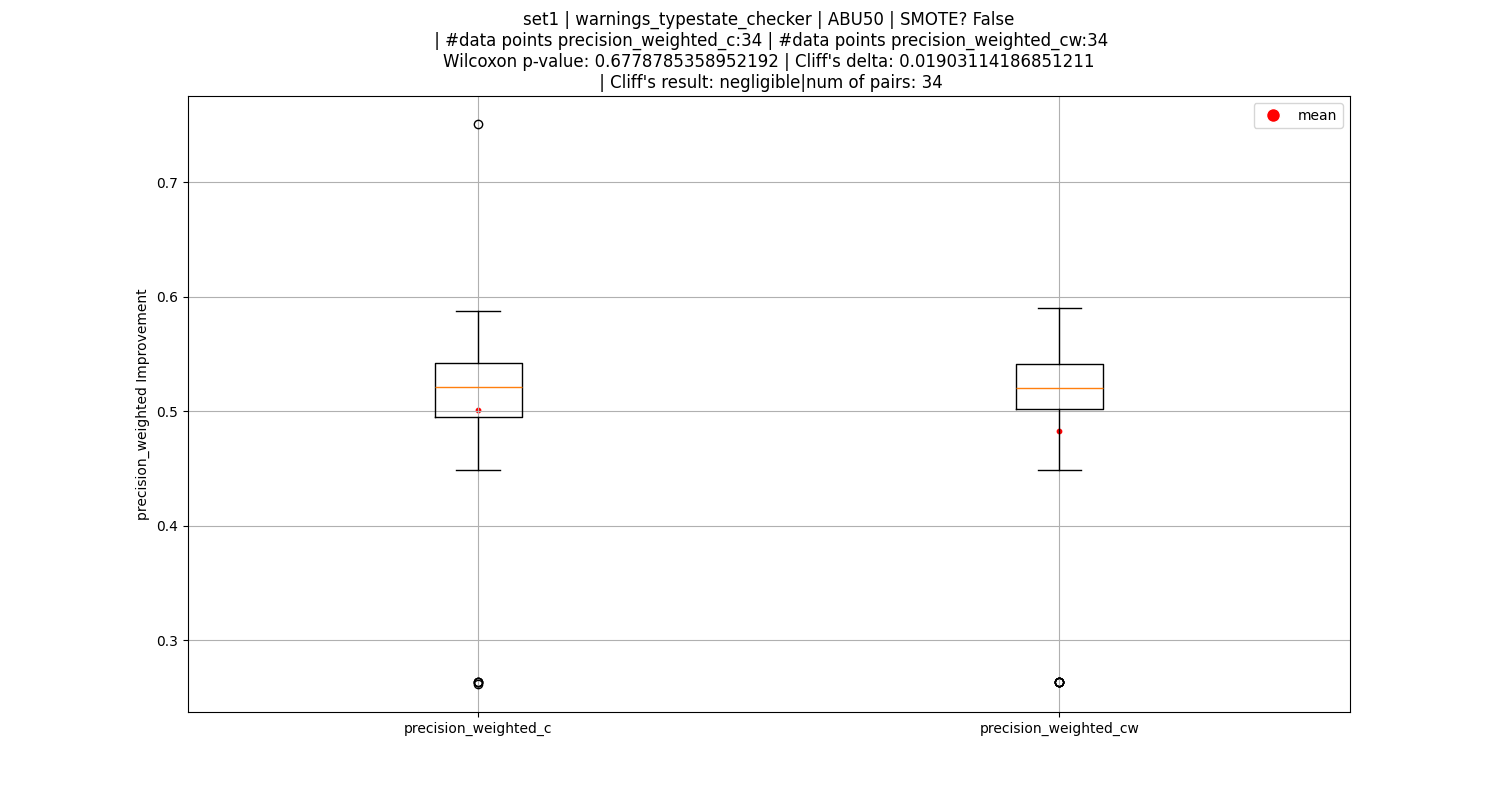 set1 | warnings_typestate_checker | ABU50 | SMOTE? False
| #data points precision_weighted_c:34 | #data points precision_weighted_cw:34
Wilcoxon p-value: 0.6778785358952192 | Cliff's delta: 0.01903114186851211
| Cliff's result: negligible|num of pairs: 34
mean
0.7
0.6
0.5
0.4
0.3
precision_weighted Improvement
precision_weighted_c
precision_weighted_cw